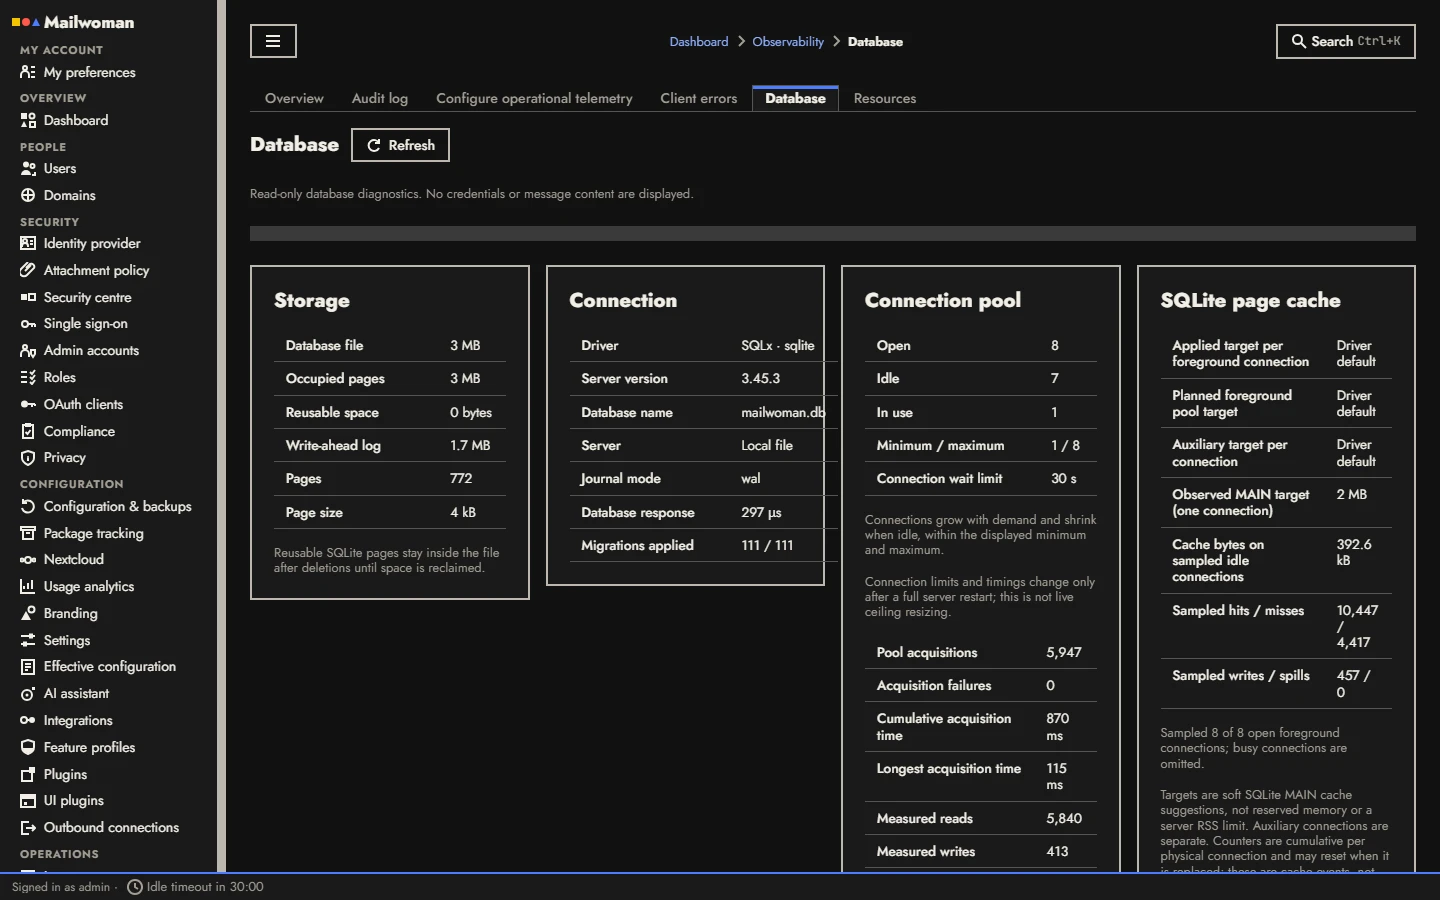 Mailwoman
MY ACCOUNT
My preferences
OVERVIEW
Dashboard
PEOPLE
Users
Domains
SECURITY
Identity provider
Attachment policy
Security centre
Single sign-on
Admin accounts
Roles
OAuth clients
Compliance
Privacy
CONFIGURATION
Configuration & backups
Package tracking
Nextcloud
Usage analytics
Branding
Settings
Effective configuration
AI assistant
Integrations
Feature profiles
Plugins
UI plugins
Outbound connections
OPERATIONS
Dashboard > Observability > Database
Search Ctrl+K
Overview Audit log Configure operational telemetry Client errors Database Resources
Database Refresh
Read-only database diagnostics. No credentials or message content are displayed.
Storage
Database file 3 MB
Occupied pages 3 MB
Reusable space 0 bytes
Write-ahead log 1.7 MB
Pages 772
Page size 4 kB
Reusable SQLite pages stay inside the file
after deletions until space is reclaimed.
Connection
Driver SQLx · sqlite
Server version 3.45.3
Database name mailwoman.db
Server Local file
Journal mode wal
Database response 297 µs
Migrations applied 111 / 111
Connection pool
Open 8
Idle 7
In use 1
Minimum / maximum 1 / 8
Connection wait limit 30 s
Connections grow with demand and shrink
when idle, within the displayed minimum
and maximum.
Connection limits and timings change only
after a full server restart; this is not live
ceiling resizing.
Pool acquisitions 5,947
Acquisition failures 0
Cumulative acquisition 870
time ms
Longest acquisition time 115
ms
Measured reads 5,840
Measured writes 413
SQLite page cache
Applied target per Driver
foreground connection default
Planned foreground Driver
pool target default
Auxiliary target per Driver
connection default
Observed MAIN target 2 MB
(one connection)
Cache bytes on 392.6
sampled idle kB
connections
Sampled hits / misses 10,447
/
4,417
Sampled writes / spills 457 /
0
Sampled 8 of 8 open foreground
connections; busy connections are
omitted.
Targets are soft SQLite MAIN cache
suggestions, not reserved memory or a
server RSS limit. Auxiliary connections are
separate. Counters are cumulative per
physical connection and may reset when it
is replaced; these are cache events, not
Signed in as admin · Idle timeout in 30:00